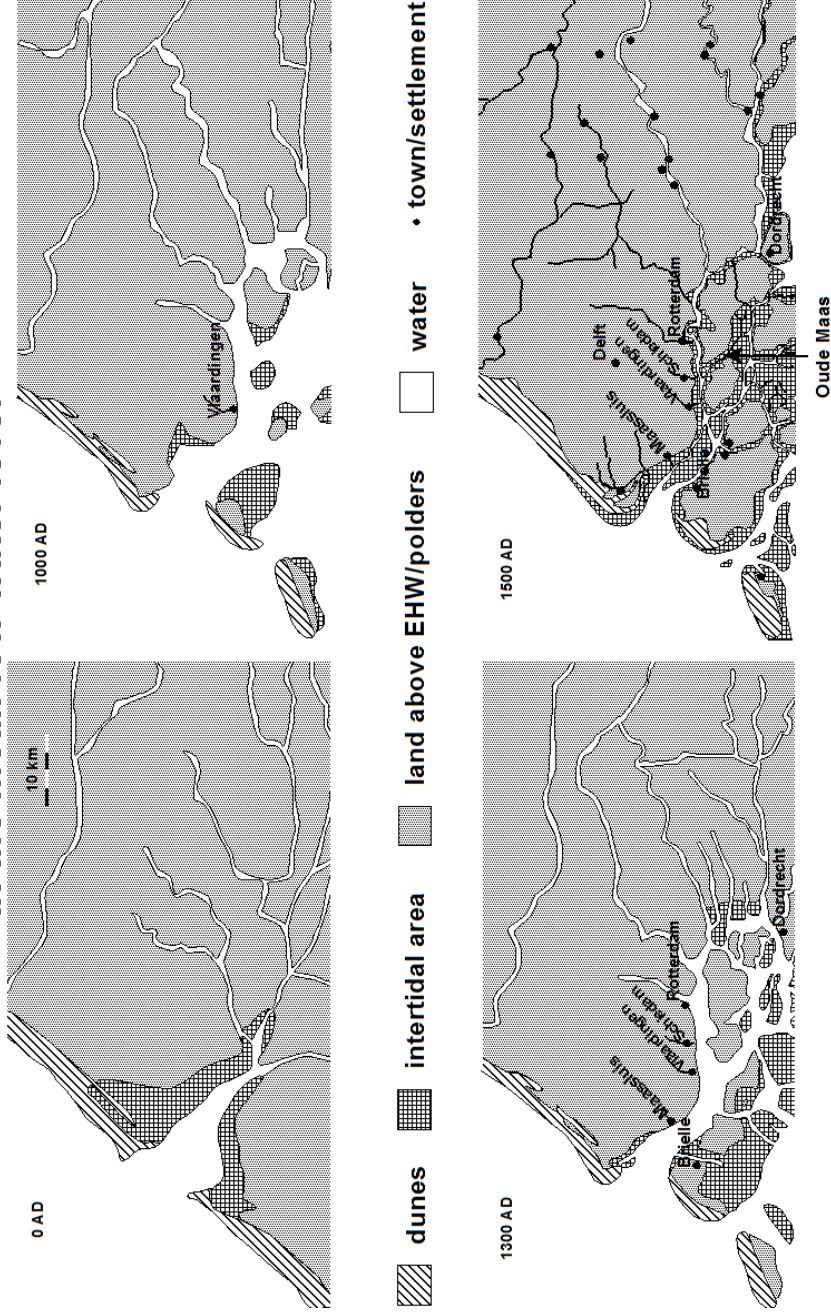 0 AD
10 km
1000 AD
Vlaardingen
dunes
intertidal area
land above EHW/polders
water
town/settlement
1300 AD
Maassluis
Vlaardingen
Schiedam
Rotterdam
Brielle
Dordrecht
1500 AD
Delft
Maassluis
Vlaardingen
Schiedam
Rotterdam
Brielle
Dordrecht
Oude Maas